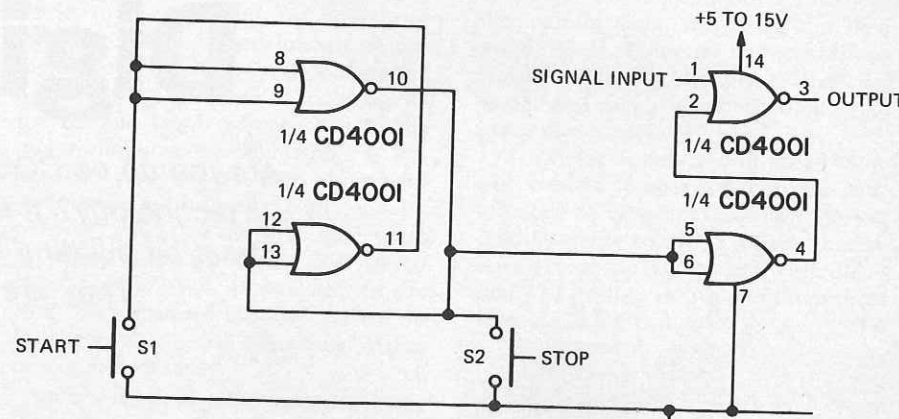 +5 TO 15V
14
8
10
SIGNAL INPUT
1
3
OUTPUT
9
2
1/4 CD4001
1/4 CD4001
1/4 CD4001
1/4 CD4001
12
11
5
4
13
6
7
START
S1
S2
STOP